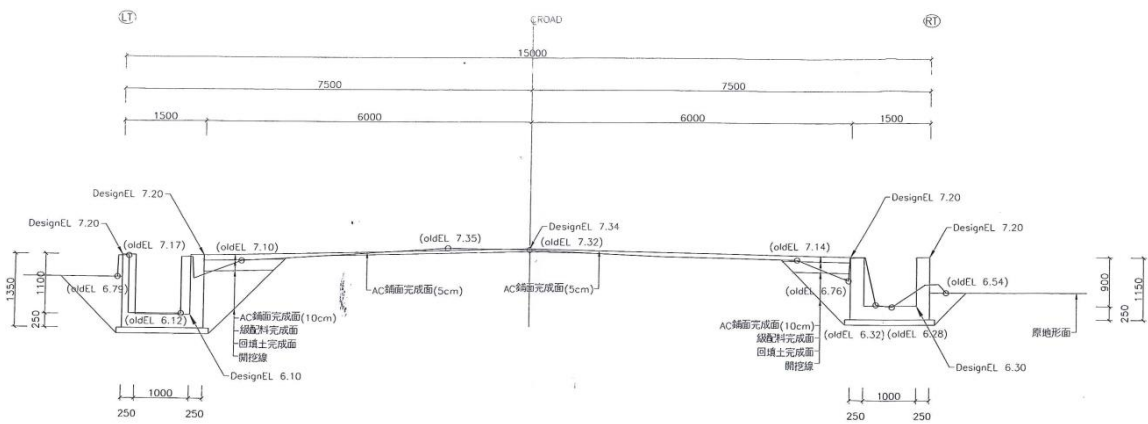 LT
℄ROAD
RT
15000
7500
7500
1500
6000
6000
1500
DesignEL 7.20
DesignEL 7.20
DesignEL 7.20
DesignEL 7.20
DesignEL 7.34
(oldEL 7.17)
(oldEL 7.10)
(oldEL 7.35)
(oldEL 7.32)
(oldEL 7.14)
(oldEL 6.79)
(oldEL 6.76)
(oldEL 6.54)
1350
1100
250
AC鋪面完成面(5cm)
AC鋪面完成面(5cm)
900
1150
250
(oldEL 6.12)
AC鋪面完成面(10cm)
級配料完成面
回填土完成面
開挖線
AC鋪面完成面(10cm)
級配料完成面
回填土完成面
開挖線
(oldEL 6.32)
(oldEL 6.28)
原地形面
DesignEL 6.10
DesignEL 6.30
1000
250
250
1000
250
250